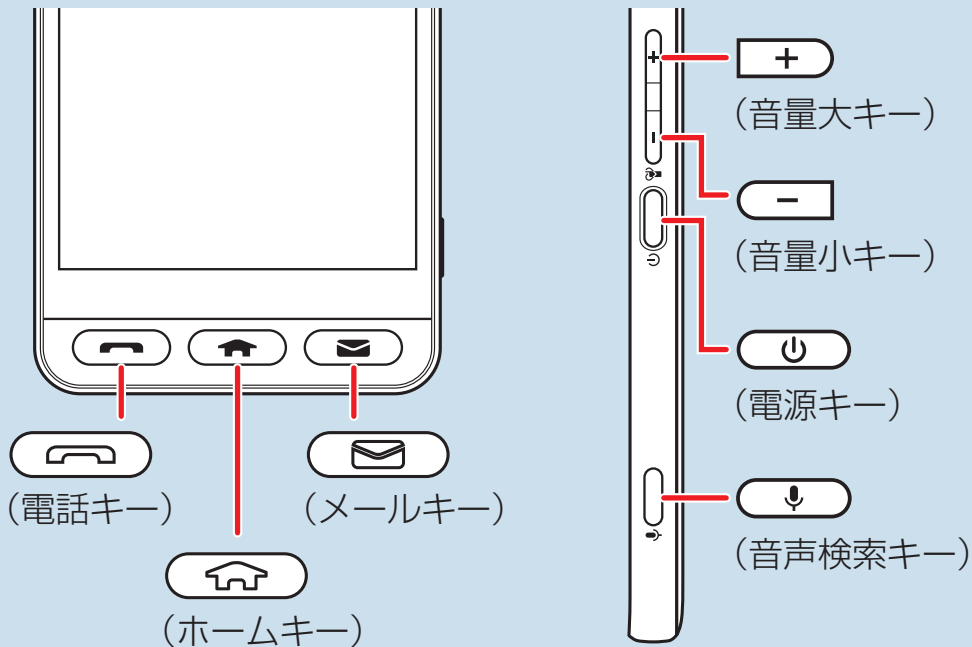 （電話キー）
（メールキー）
（ホームキー）
（音量大キー）
（音量小キー）
（電源キー）
（音声検索キー）